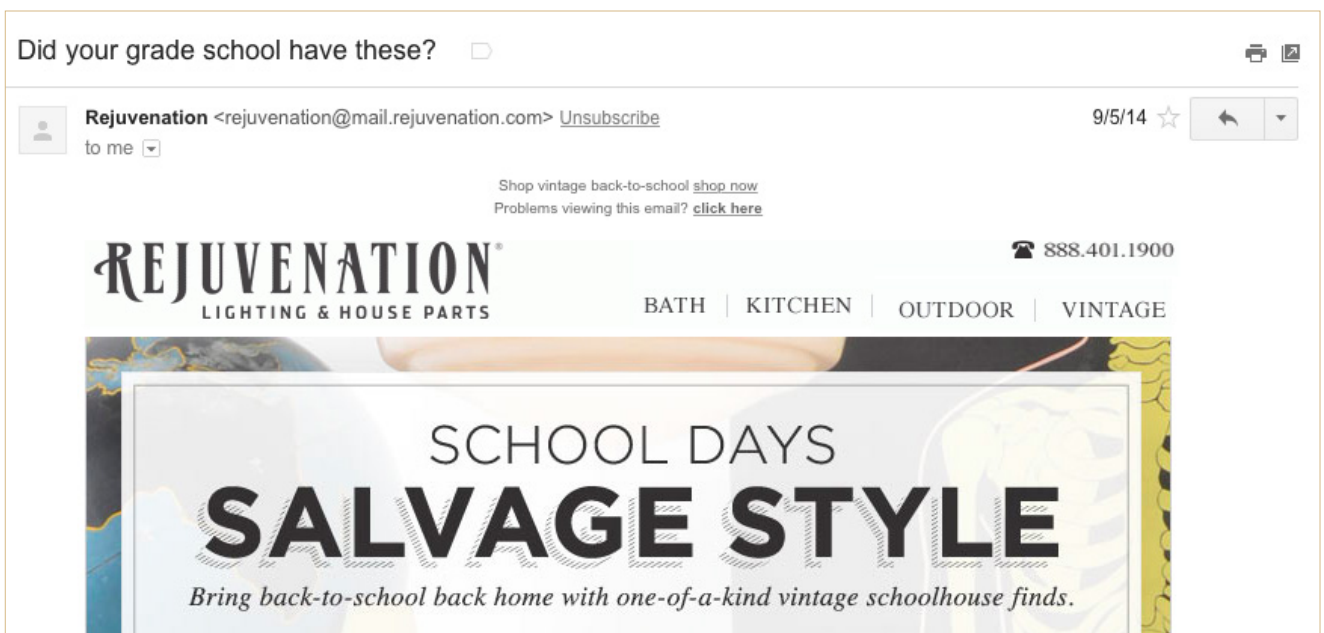 Did your grade school have these?
Rejuvenation <rejuvenation@mail.rejuvenation.com> Unsubscribe 9/5/14
to me
Shop vintage back-to-school shop now
Problems viewing this email? click here
REJUVENATION®
LIGHTING & HOUSE PARTS
888.401.1900
BATH | KITCHEN | OUTDOOR | VINTAGE
SCHOOL DAYS
SALVAGE STYLE
Bring back-to-school back home with one-of-a-kind vintage schoolhouse finds.